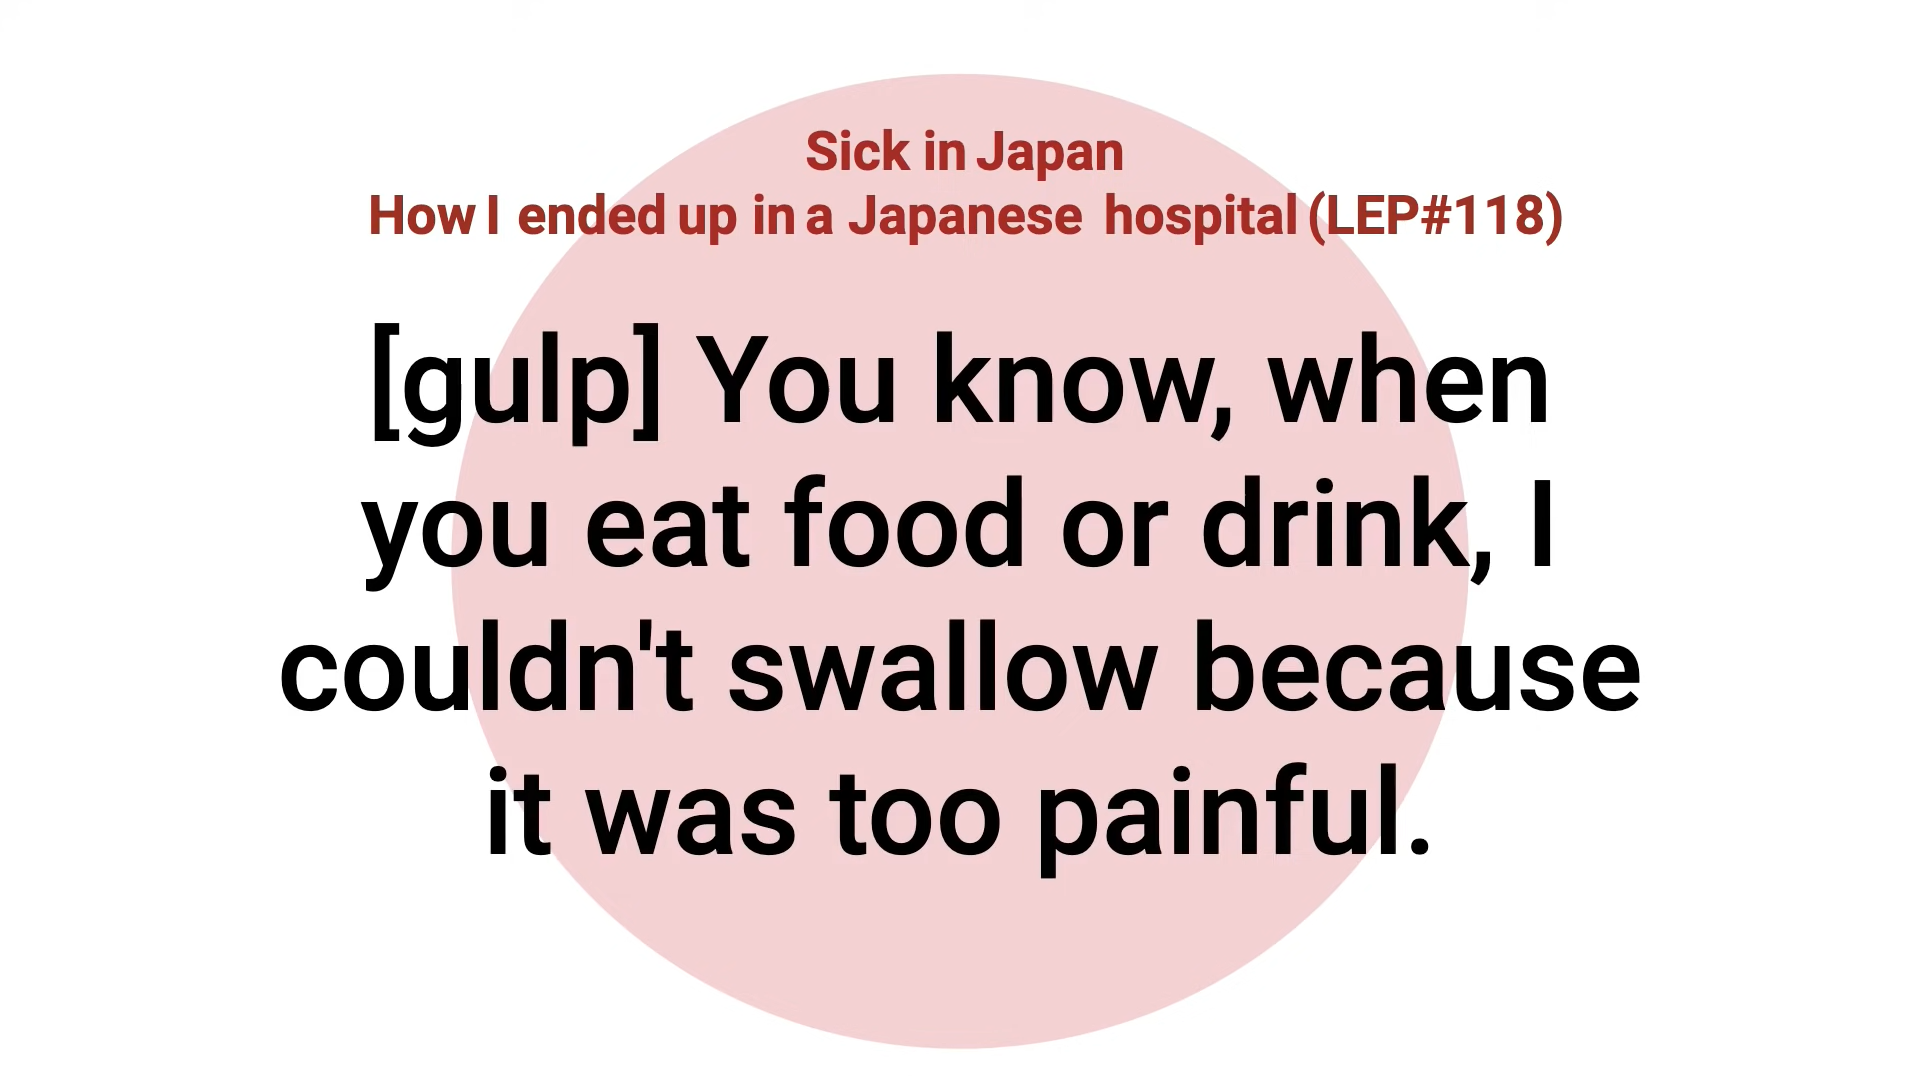 Sick in Japan
How I ended up in a Japanese hospital (LEP#118)
[gulp] You know, when
you eat food or drink, I
couldn't swallow because
it was too painful.